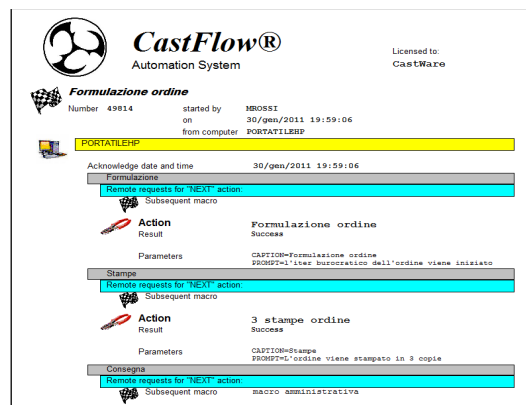 CastFlow®
Automation System
Licensed to:
CastWare
Formulazione ordine
Number 49814 started by MROSSI
on 30/gen/2011 19:59:06
from computer PORTATILEHP
PORTATILEHP
Acknowledge date and time 30/gen/2011 19:59:06
Formulazione
Remote requests for "NEXT" action:
Subsequent macro
Action Formulazione ordine
Result Success
Parameters CAPTION=Formulazione ordine
PROMPT=l'iter burocratico dell'ordine viene iniziato
Stampe
Remote requests for "NEXT" action:
Subsequent macro
Action 3 stampe ordine
Result Success
Parameters CAPTION=Stampe
PROMPT=L'ordine viene stampato in 3 copie
Consegna
Remote requests for "NEXT" action:
Subsequent macro macro amministrativa